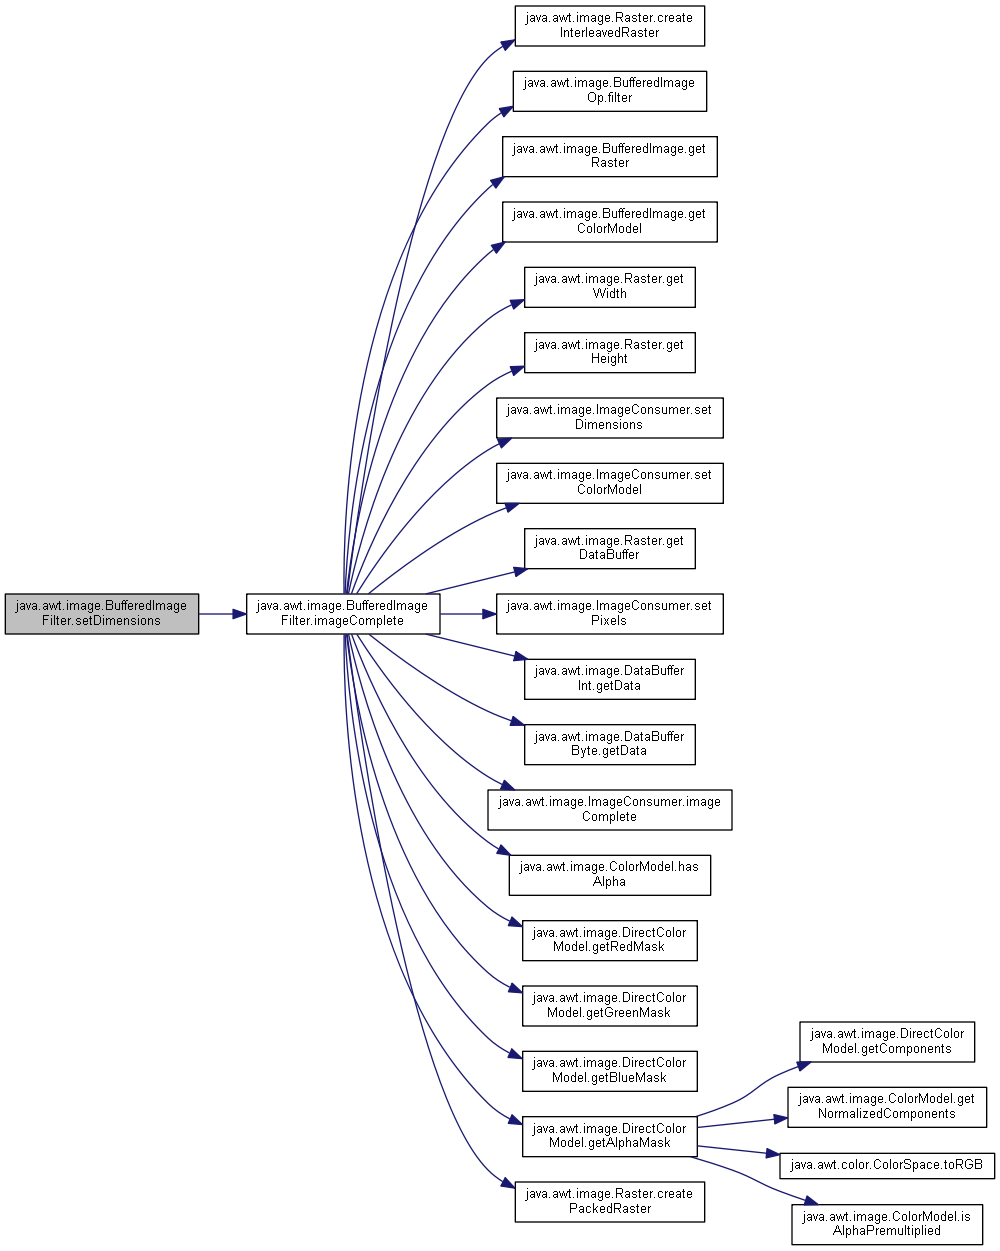 java.awt.image.Raster.create
InterleavedRaster
java.awt.image.BufferedImage
Op.filter
java.awt.image.BufferedImage.get
Raster
java.awt.image.BufferedImage.get
ColorModel
java.awt.image.Raster.get
Width
java.awt.image.Raster.get
Height
java.awt.image.ImageConsumer.set
Dimensions
java.awt.image.ImageConsumer.set
ColorModel
java.awt.image.Raster.get
DataBuffer
java.awt.image.BufferedImage
Filter.setDimensions
java.awt.image.BufferedImage
Filter.imageComplete
java.awt.image.ImageConsumer.set
Pixels
java.awt.image.DataBuffer
Int.getData
java.awt.image.DataBuffer
Byte.getData
java.awt.image.ImageConsumer.image
Complete
java.awt.image.ColorModel.has
Alpha
java.awt.image.DirectColor
Model.getRedMask
java.awt.image.DirectColor
Model.getGreenMask
java.awt.image.DirectColor
Model.getBlueMask
java.awt.image.DirectColor
Model.getAlphaMask
java.awt.image.Raster.create
PackedRaster
java.awt.image.DirectColor
Model.getComponents
java.awt.image.ColorModel.get
NormalizedComponents
java.awt.color.ColorSpace.toRGB
java.awt.image.ColorModel.is
AlphaPremultiplied